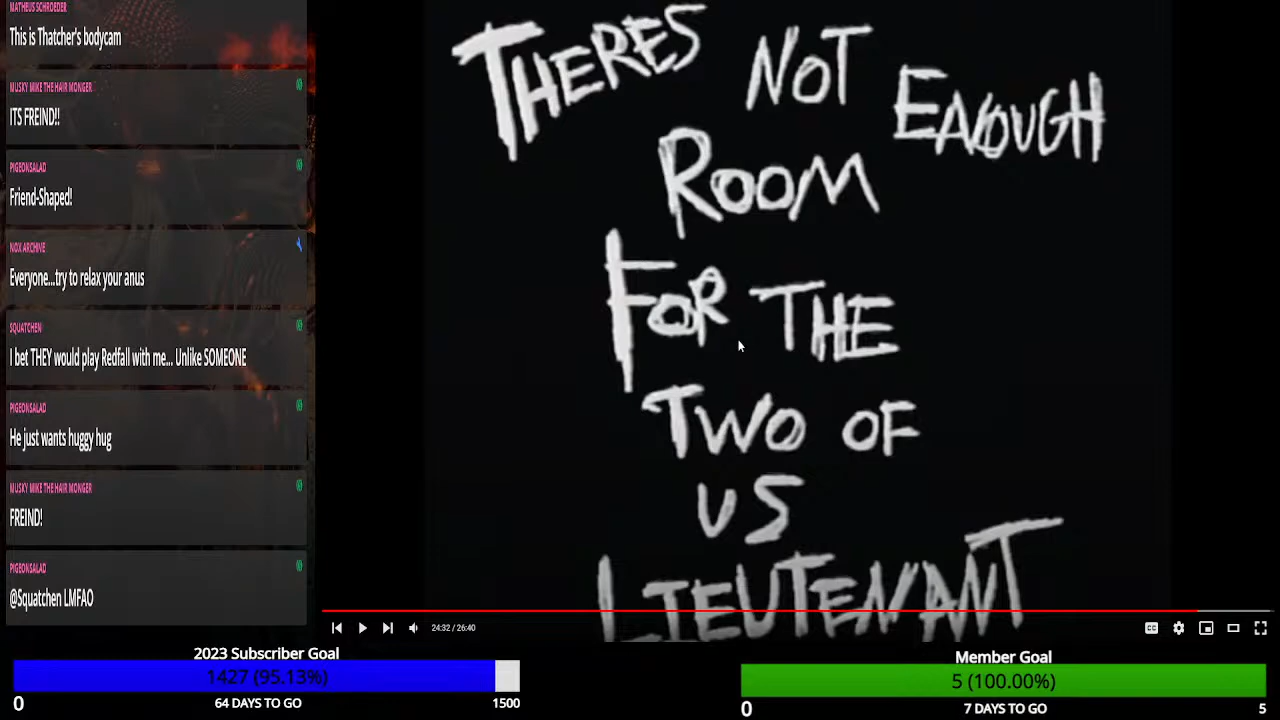 MATHEUS SCHROEDER
This is Thatcher's bodycam
MUSKY MIKE THE HAIR MONGER
ITS FREIND!!
PIGEONSALAD
Friend-Shaped!
NOX ARCHIVE
Everyone...try to relax your anus
SQUATCHEN
I bet THEY would play Redfall with me... Unlike SOMEONE
PIGEONSALAD
He just wants huggy hug
MUSKY MIKE THE HAIR MONGER
FREIND!
PIGEONSALAD
@Squatchen LMFAO
THERES NOT ENOUGH
ROOM
FOR THE
TWO OF
US
LIEUTENANT
24:32 / 26:40
CC
2023 Subscriber Goal
1427 (95.13%)
0 64 DAYS TO GO 1500
Member Goal
5 (100.00%)
0 7 DAYS TO GO 5